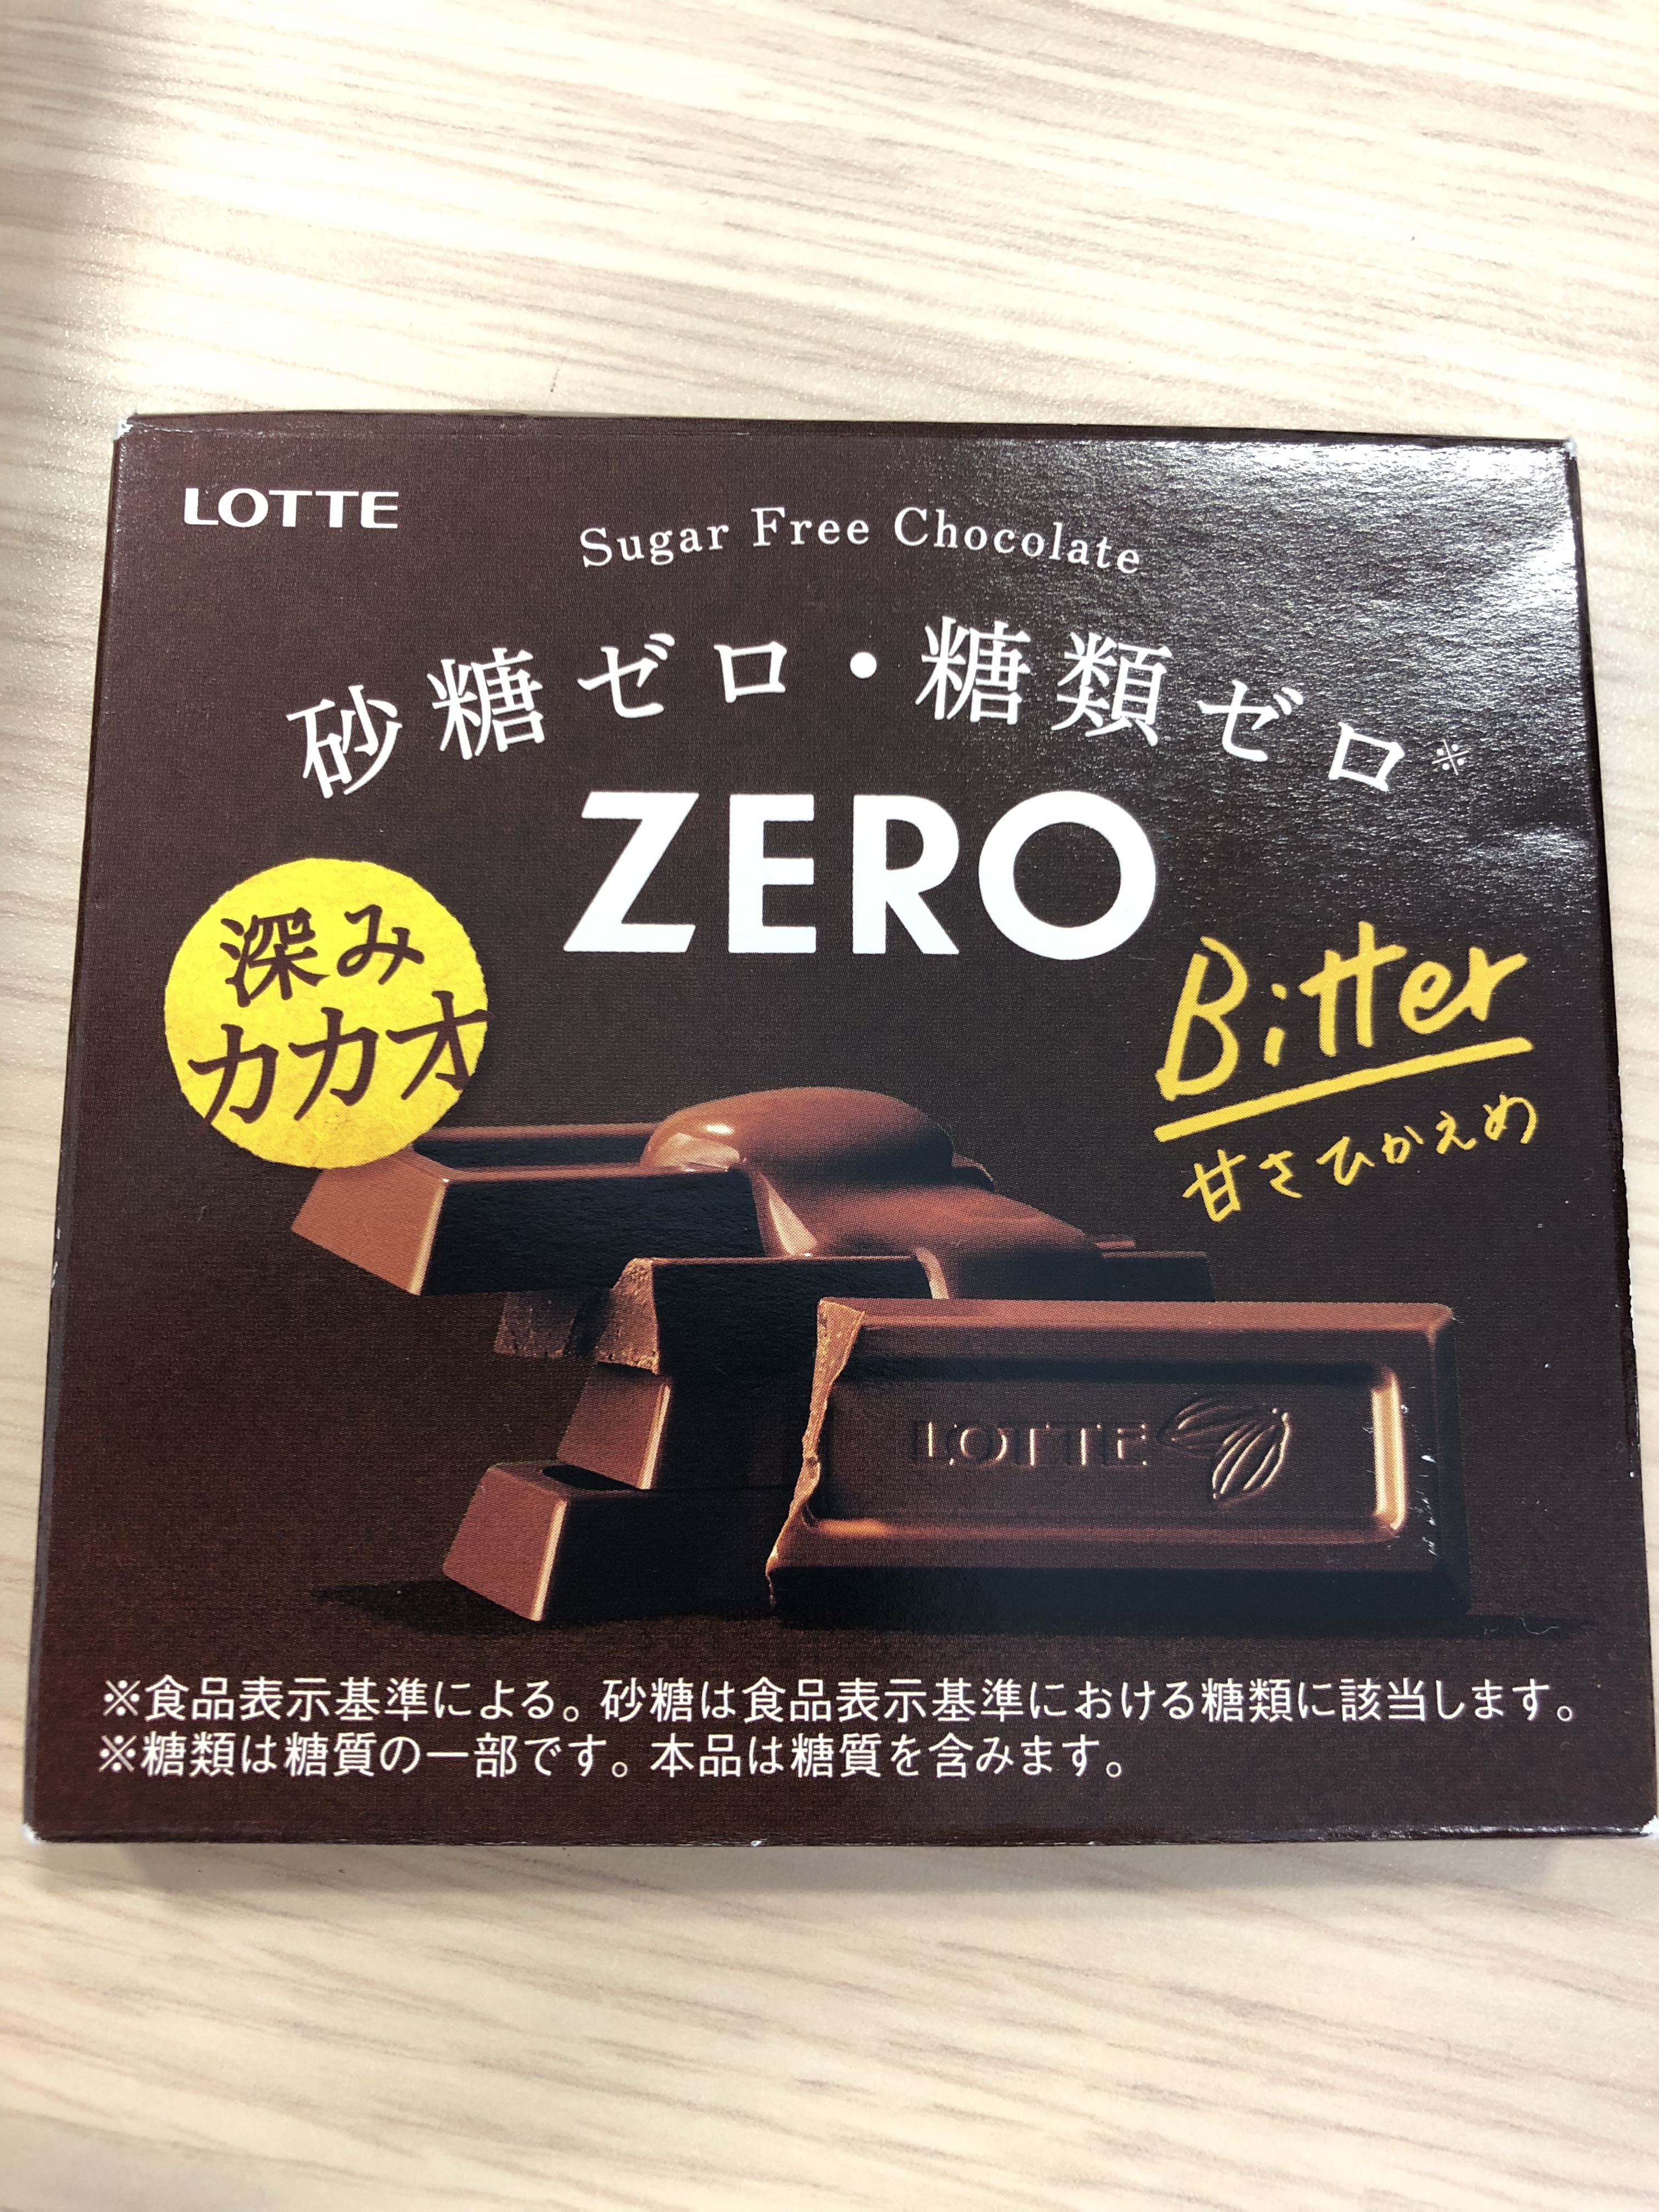 LOTTE
Sugar Free Chocolate
砂糖ゼロ・糖類ゼロ※
ZERO
深み
カカオ
Bitter
甘さひかえめ
LOTTE
※食品表示基準による。砂糖は食品表示基準における糖類に該当します。
※糖類は糖質の一部です。本品は糖質を含みます。